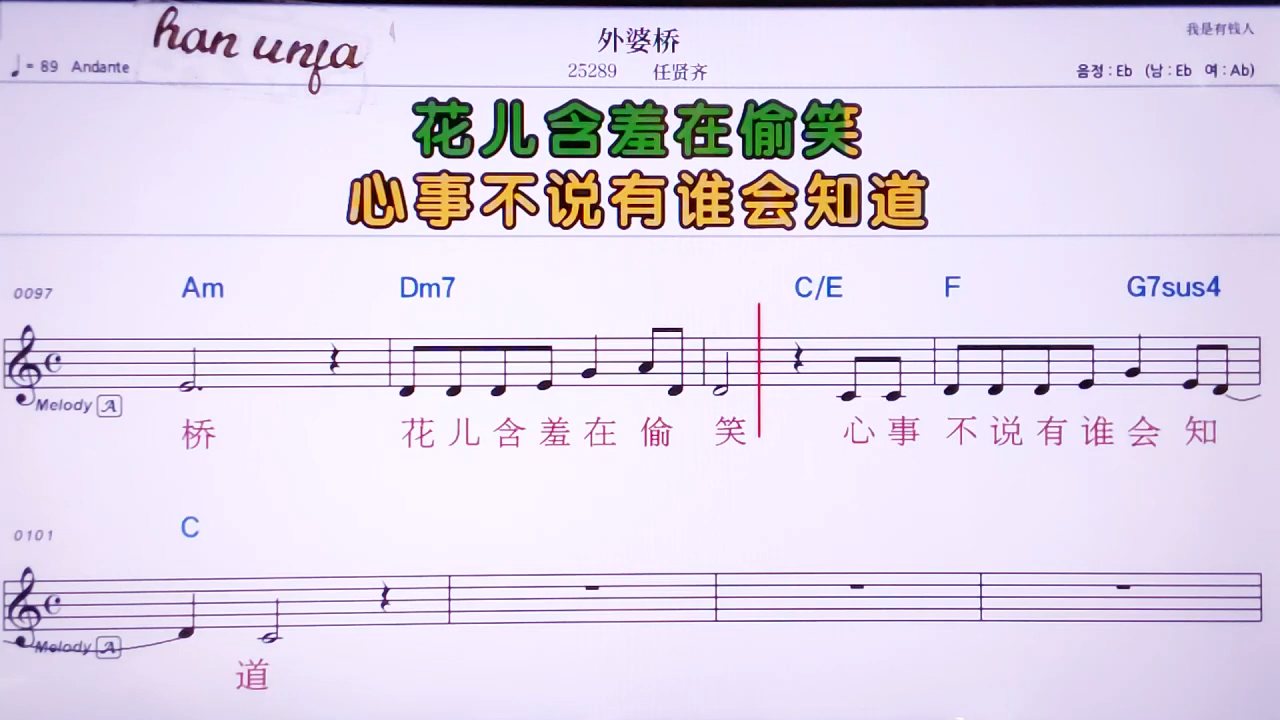 han unfa
外婆桥
我是有钱人
♩= 89 Andante
25289 任贤齐
음정 : Eb (남 : Eb 여 : Ab)
花儿含羞在偷笑
心事不说有谁会知道
0097 Am Dm7 C/E F G7sus4
Melody A
桥 花 儿 含 羞 在 偷 笑 心 事 不 说 有 谁 会 知
0101 C
Melody A
道